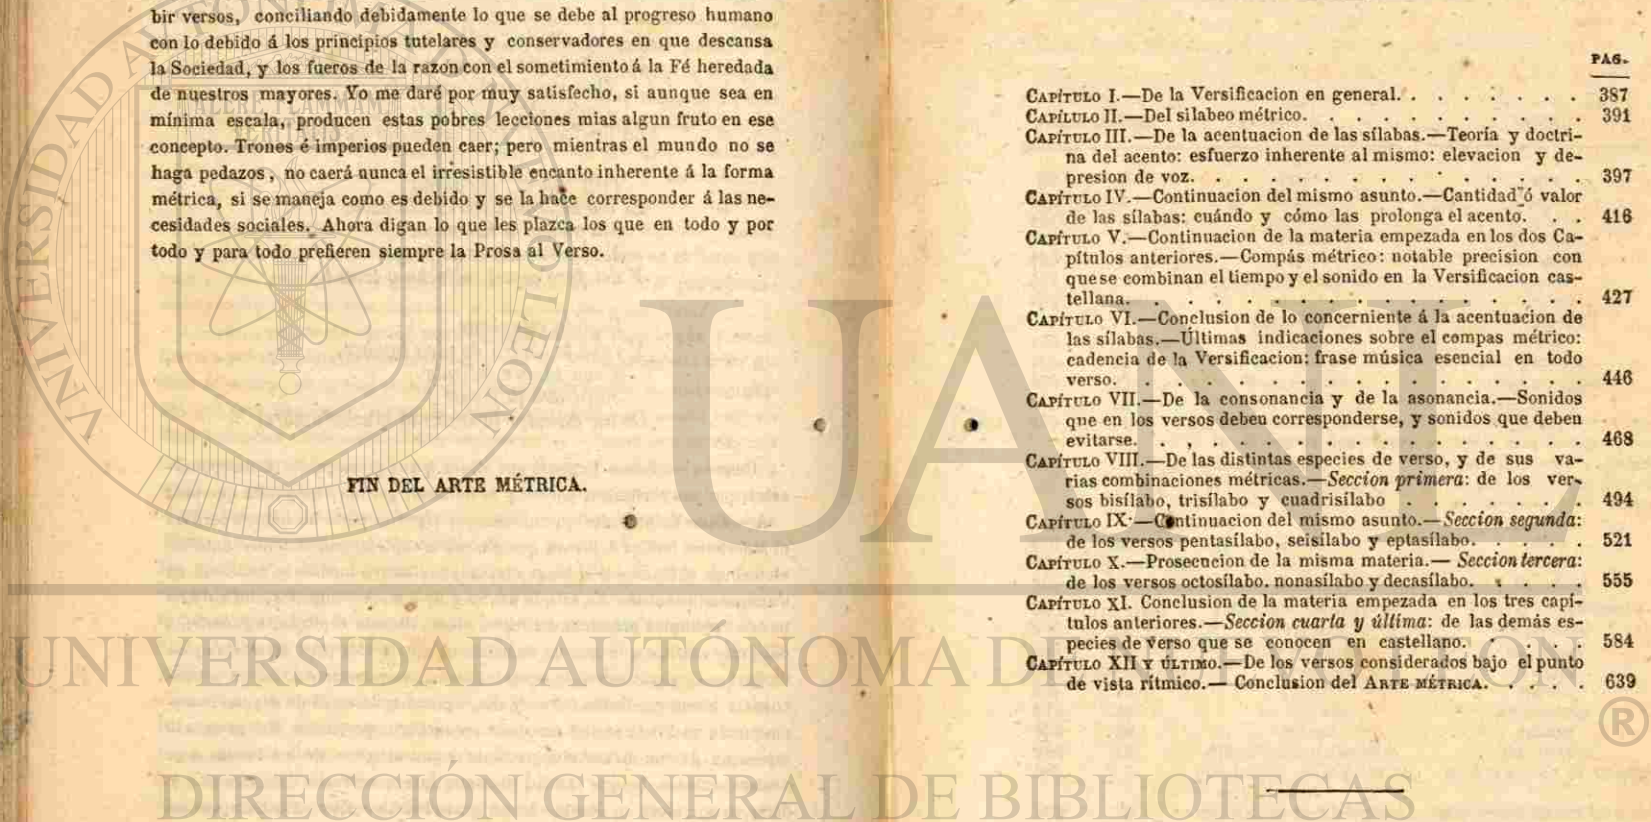 bir versos, conciliando debidamente lo que se debe al progreso humano
con lo debido á los principios tutelares y conservadores en que descansa
la Sociedad, y los fueros de la razon con el sometimiento á la Fé heredada
de nuestros mayores. Yo me daré por muy satisfecho, si aunque sea en
mínima escala, producen estas pobres lecciones mias algun fruto en ese
concepto. Trones é imperios pueden caer; pero mientras el mundo no se
haga pedazos, no caerá nunca el irresistible encanto inherente á la forma
métrica, si se maneja como es debido y se la hace corresponder á las ne-
cesidades sociales. Ahora digan lo que les plazca los que en todo y por
todo y para todo prefieren siempre la Prosa al Verso.
FIN DEL ARTE MÉTRICA.
PAG.
CAPÍTULO I.—De la Versificacion en general. . . . . . . . 387
CAPÍLULO II.—Del silabeo métrico. . . . . . . . . . . 391
CAPÍTULO III.—De la acentuacion de las sílabas.—Teoría y doctri-
na del acento: esfuerzo inherente al mismo: elevacion y de-
presion de voz. . . . . . . . . . . . . . . 397
CAPÍTULO IV.—Continuacion del mismo asunto.—Cantidad ó valor
de las sílabas: cuándo y cómo las prolonga el acento. . . 416
CAPÍTULO V.—Continuacion de la materia empezada en los dos Ca-
pítulos anteriores.—Compás métrico: notable precision con
que se combinan el tiempo y el sonido en la Versificacion cas-
tellana. . . . . . . . . . . . . . . . . 427
CAPÍTULO VI.—Conclusion de lo concerniente á la acentuacion de
las sílabas.—Últimas indicaciones sobre el compas métrico:
cadencia de la Versificacion: frase música esencial en todo
verso. . . . . . . . . . . . . . . . . 446
CAPÍTULO VII.—De la consonancia y de la asonancia.—Sonidos
que en los versos deben corresponderse, y sonidos que deben
evitarse. . , . . . . . . . . . . . . . . 468
CAPÍTULO VIII.—De las distintas especies de verso, y de sus va-
rias combinaciones métricas.—Seccion primera: de los ver-
sos bisílabo, trisílabo y cuadrisílabo . . . . . . . 494
CAPÍTULO IX.—Continuacion del mismo asunto.—Seccion segunda:
de los versos pentasílabo, seisílabo y eptasílabo. . . . . 521
CAPÍTULO X.—Prosecucion de la misma materia.— Seccion tercera:
de los versos octosílabo. nonasílabo y decasílabo. . . . . 555
CAPÍTULO XI. Conclusion de la materia empezada en los tres capí-
tulos anteriores.—Seccion cuarta y última: de las demás es-
pecies de verso que se conocen en castellano. . . . . 584
CAPÍTULO XII Y ÚLTIMO.—De los versos considerados bajo el punto
de vista rítmico.— Conclusion del ARTE MÉTRICA. . . . . 639
UANL
UNIVERSIDAD AUTÓNOMA DE NUEVO LEÓN
®
DIRECCIÓN GENERAL DE BIBLIOTECAS